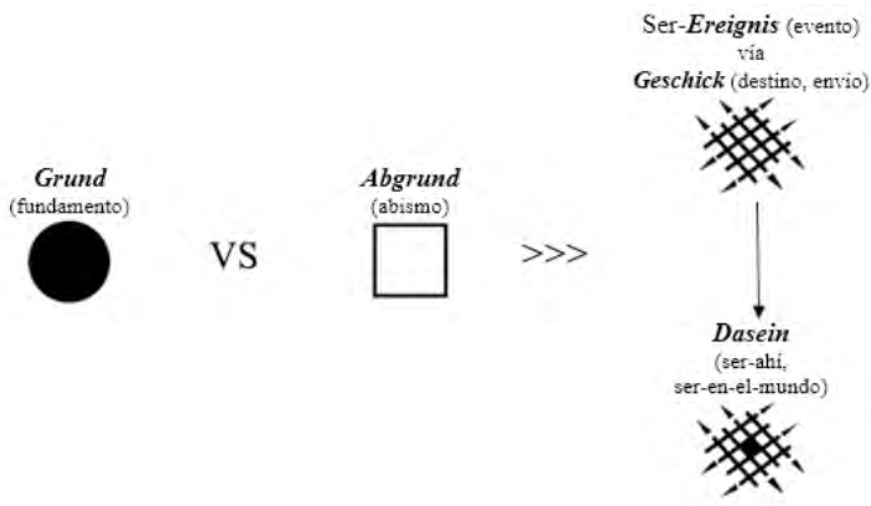 Ser-Ereignis (evento)
vía
Geschick (destino, envío)
Grund
(fundamento)
VS
Abgrund
(abismo)
>>>
Dasein
(ser-ahí,
ser-en-el-mundo)